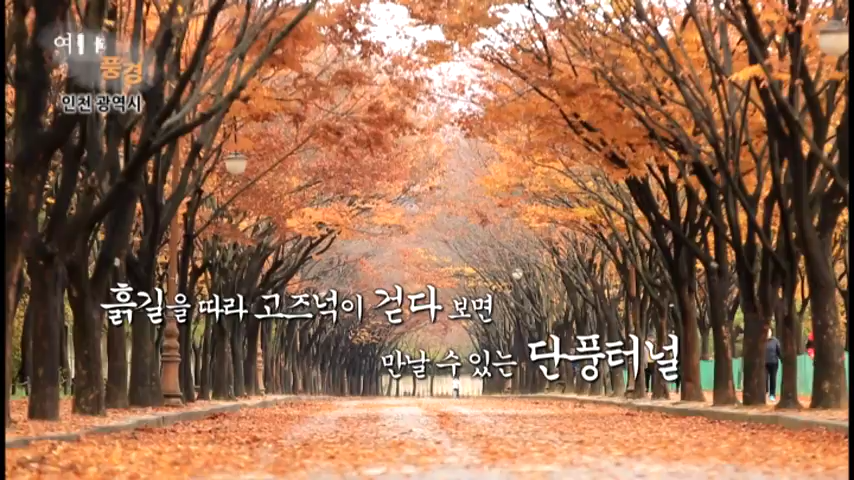 풍경
인천 광역시
흙길을 따라 고즈넉이 걷다 보면
만날 수 있는 단풍터널